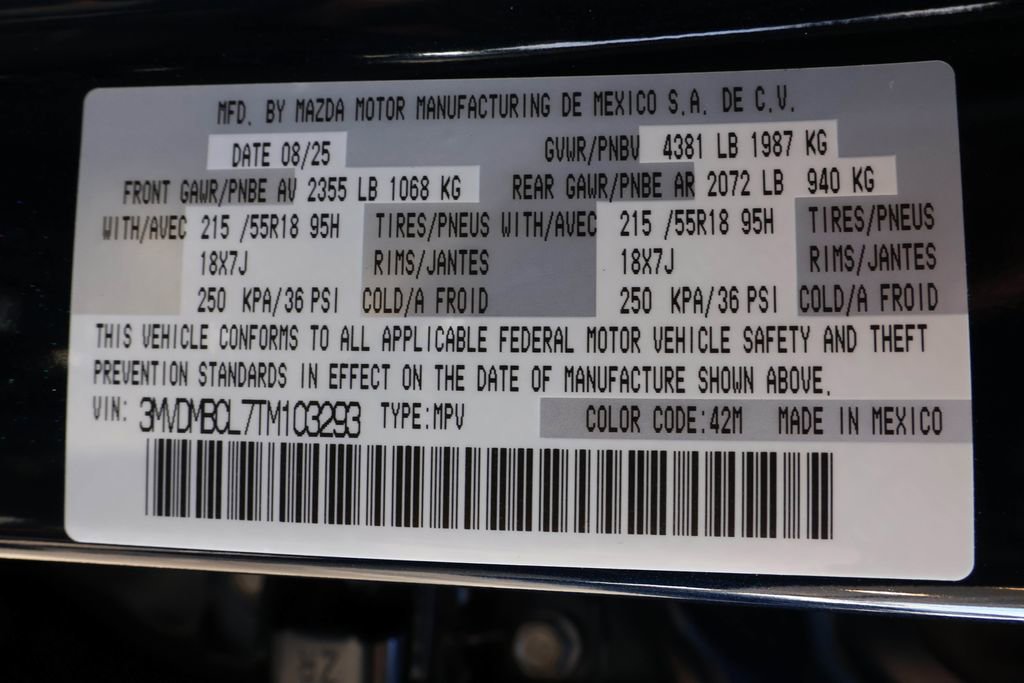 MFD. BY MAZDA MOTOR MANUFACTURING DE MEXICO S.A. DE C.V.
DATE 08/25 GVWR/PNBV 4381 LB 1987 KG
FRONT GAWR/PNBE AV 2355 LB 1068 KG REAR GAWR/PNBE AR 2072 LB 940 KG
WITH/AVEC 215 /55R18 95H TIRES/PNEUS WITH/AVEC 215 /55R18 95H TIRES/PNEUS
18X7J RIMS/JANTES 18X7J RIMS/JANTES
250 KPA/36 PSI COLD/A FROID 250 KPA/36 PSI COLD/A FROID
THIS VEHICLE CONFORMS TO ALL APPLICABLE FEDERAL MOTOR VEHICLE SAFETY AND THEFT
PREVENTION STANDARDS IN EFFECT ON THE DATE OF MANUFACTURE SHOWN ABOVE.
VIN: 3MVDMBCL7TM103293 TYPE:MPV COLOR CODE:42M MADE IN MEXICO